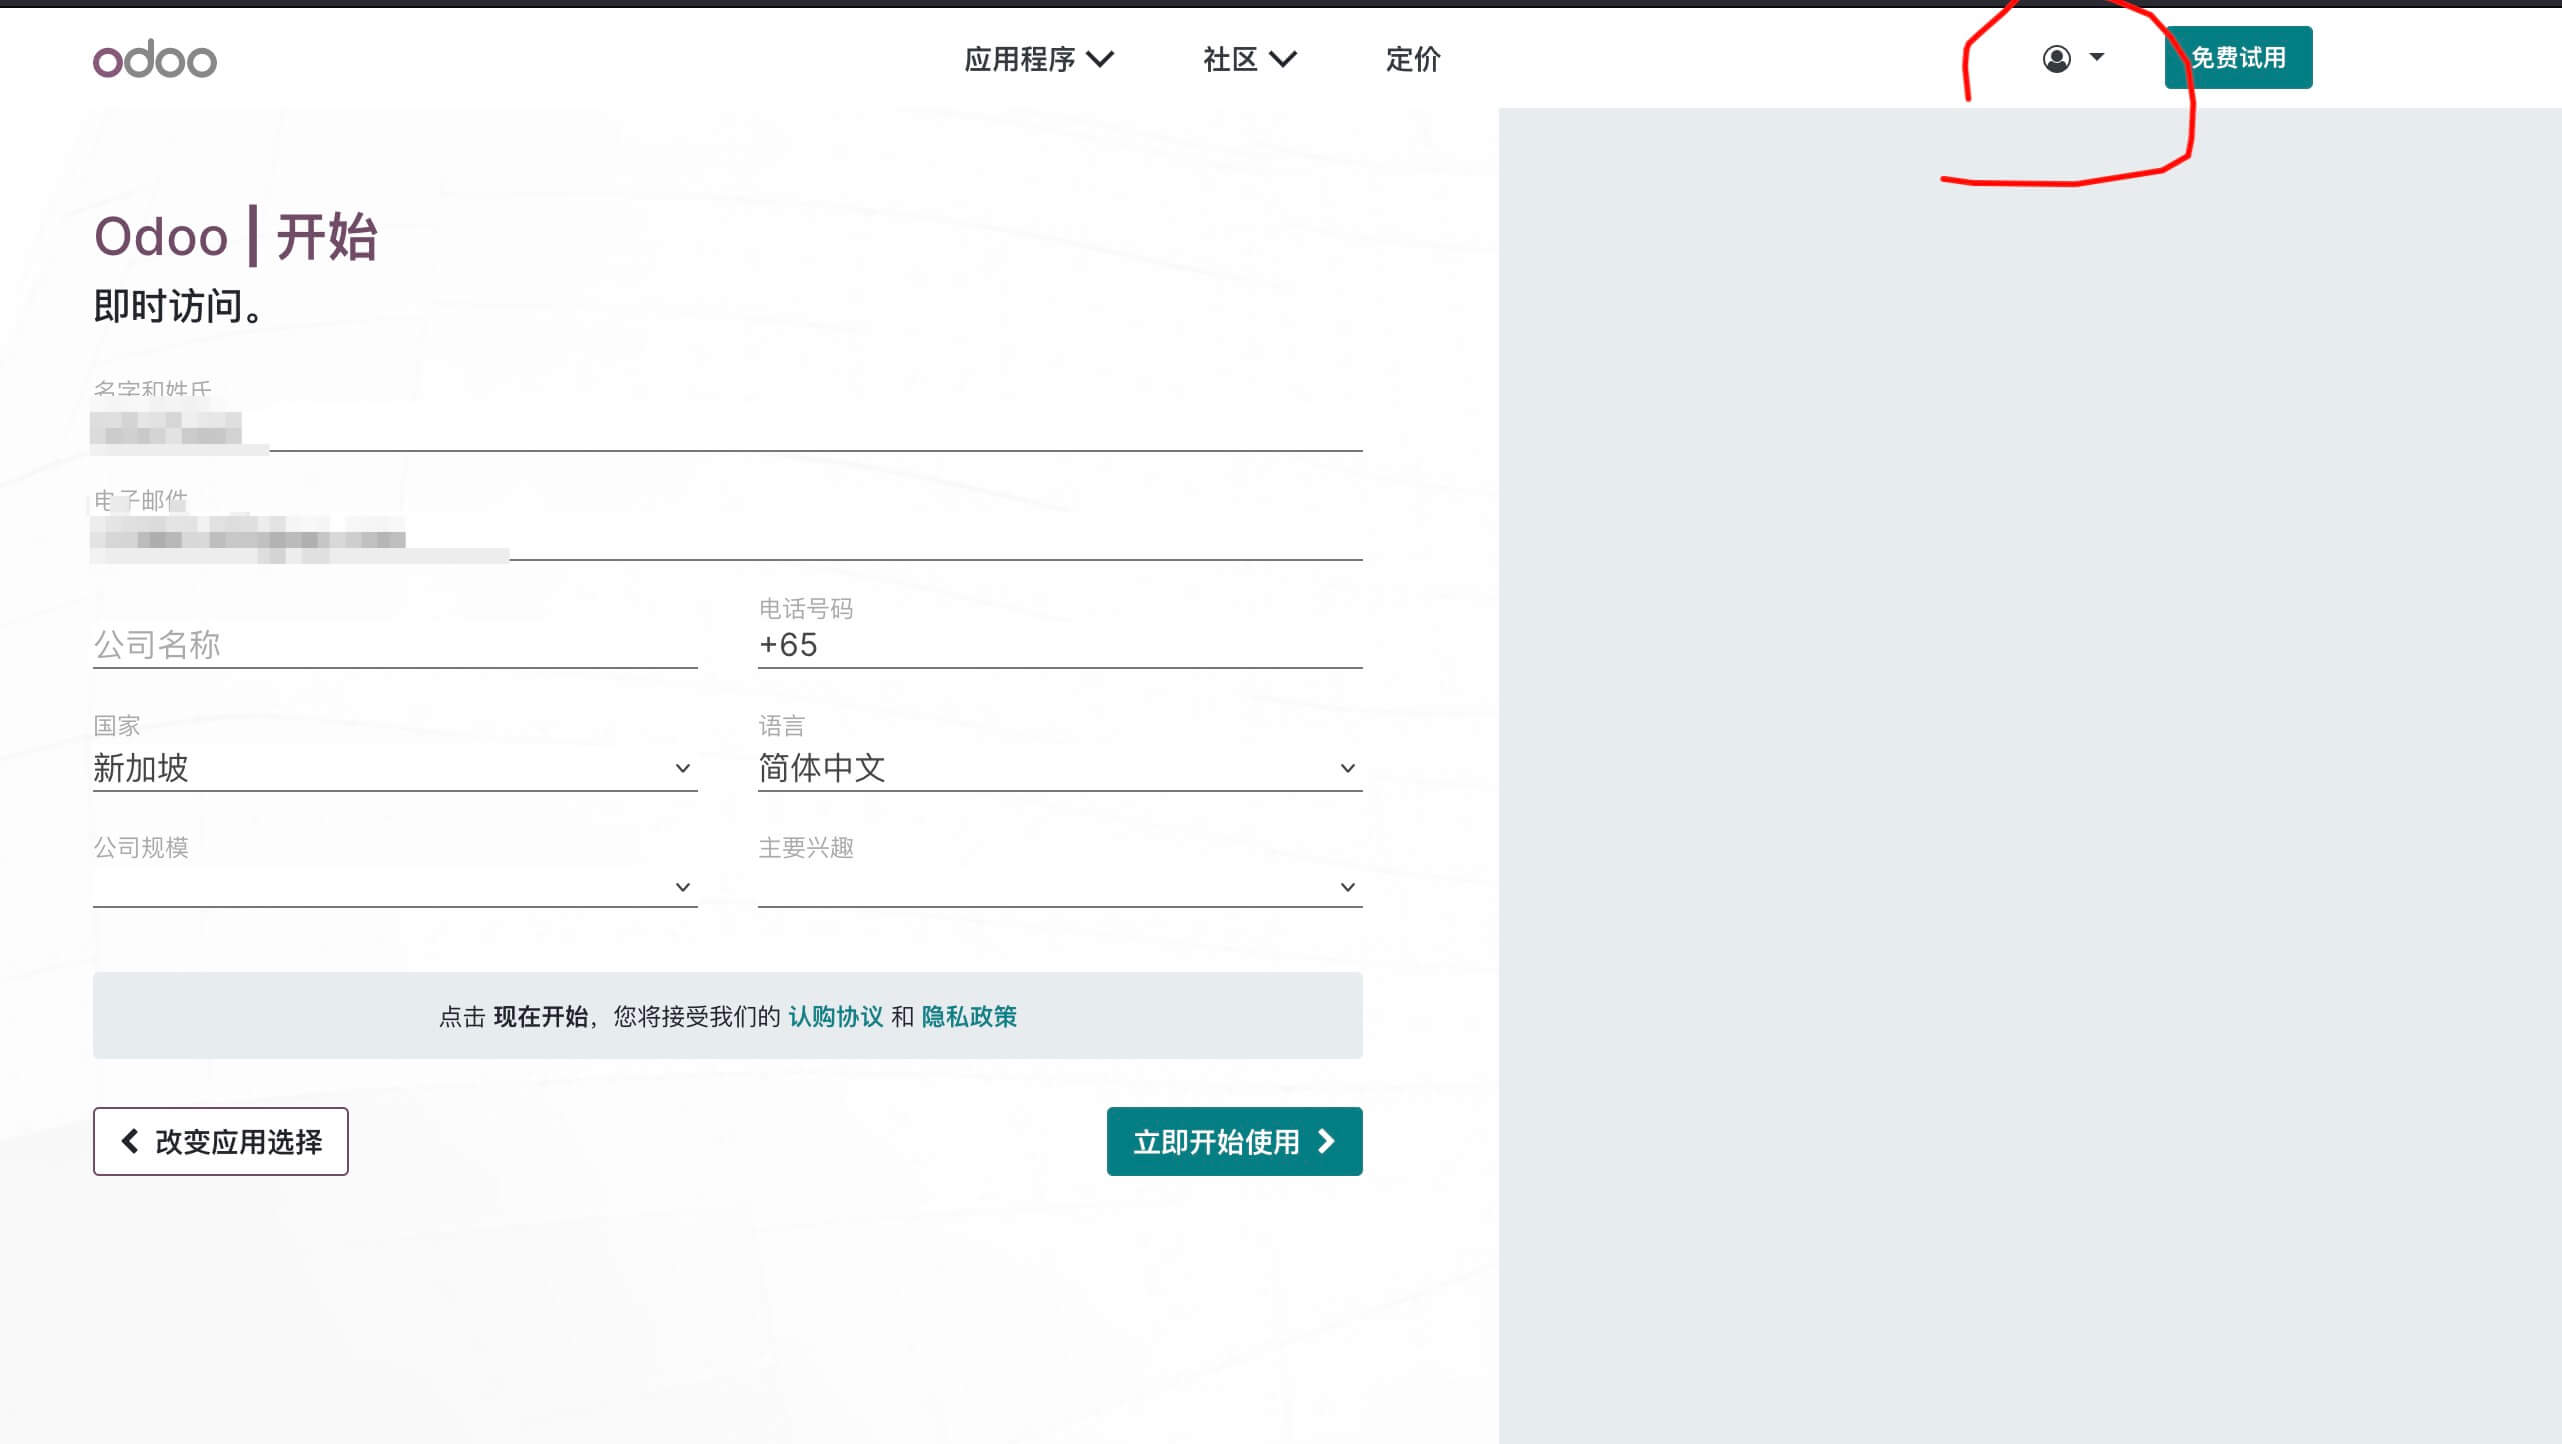 odoo
应用程序
社区
定价
免费试用
Odoo | 开始
即时访问。
名字和姓氏
电子邮件
公司名称
电话号码
+65
国家
新加坡
语言
简体中文
公司规模
主要兴趣
点击 现在开始，您将接受我们的 认购协议 和 隐私政策
改变应用选择
立即开始使用